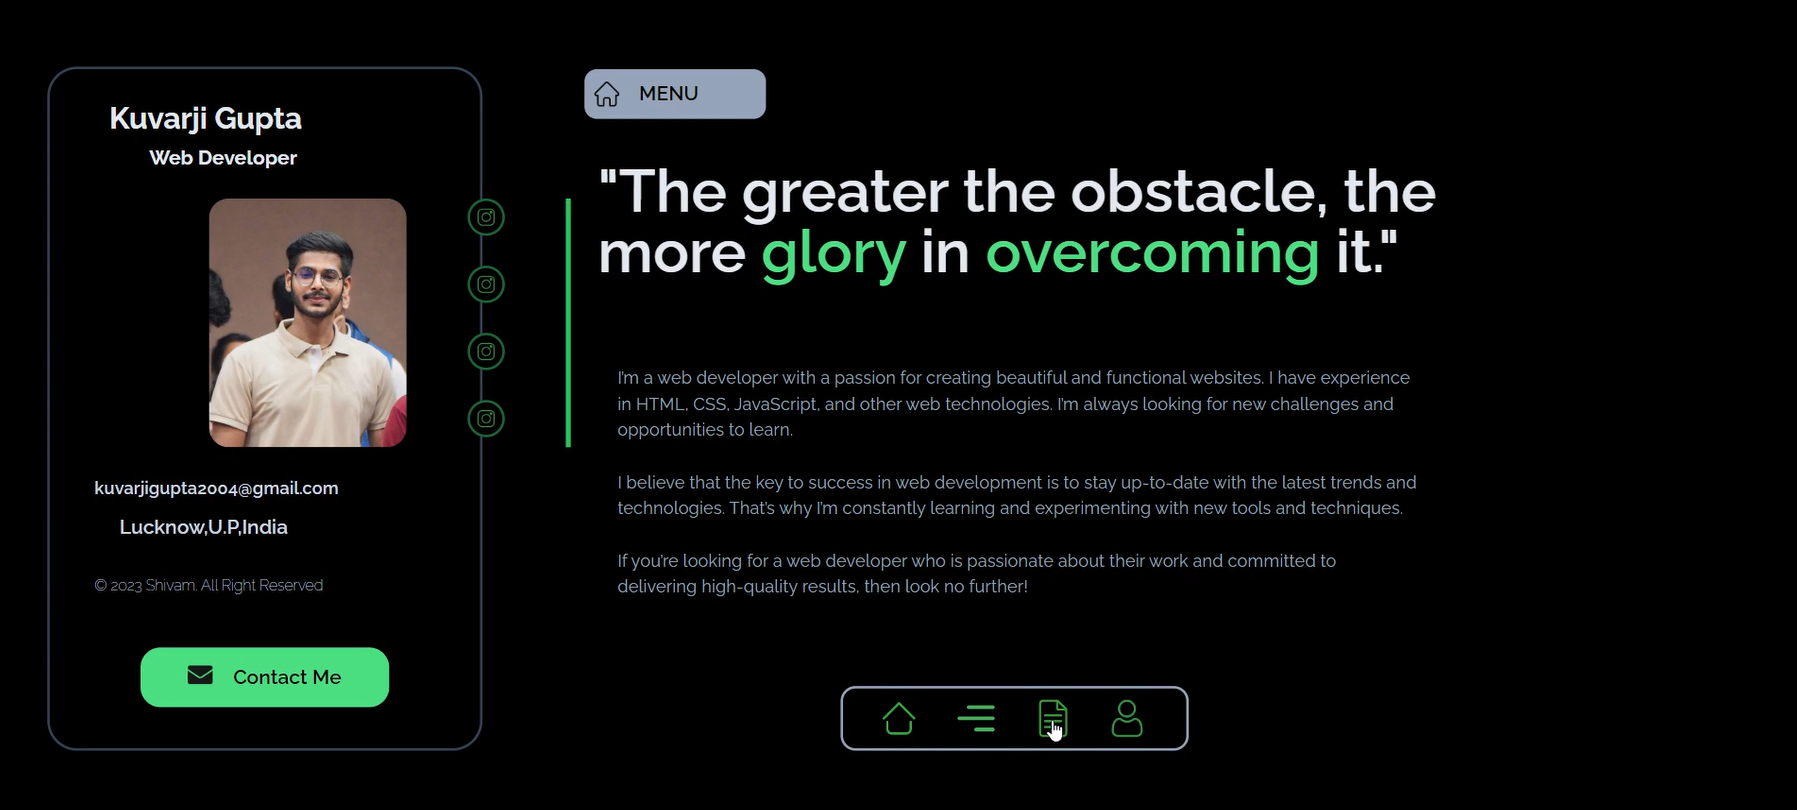 Kuvarji Gupta
Web Developer
kuvarjigupta2004@gmail.com
Lucknow,U.P,India
© 2023 Shivam. All Right Reserved
Contact Me
MENU
"The greater the obstacle, the
more glory in overcoming it."
I'm a web developer with a passion for creating beautiful and functional websites. I have experience
in HTML, CSS, JavaScript, and other web technologies. I'm always looking for new challenges and
opportunities to learn.
I believe that the key to success in web development is to stay up-to-date with the latest trends and
technologies. That's why I'm constantly learning and experimenting with new tools and techniques.
If you're looking for a web developer who is passionate about their work and committed to
delivering high-quality results, then look no further!